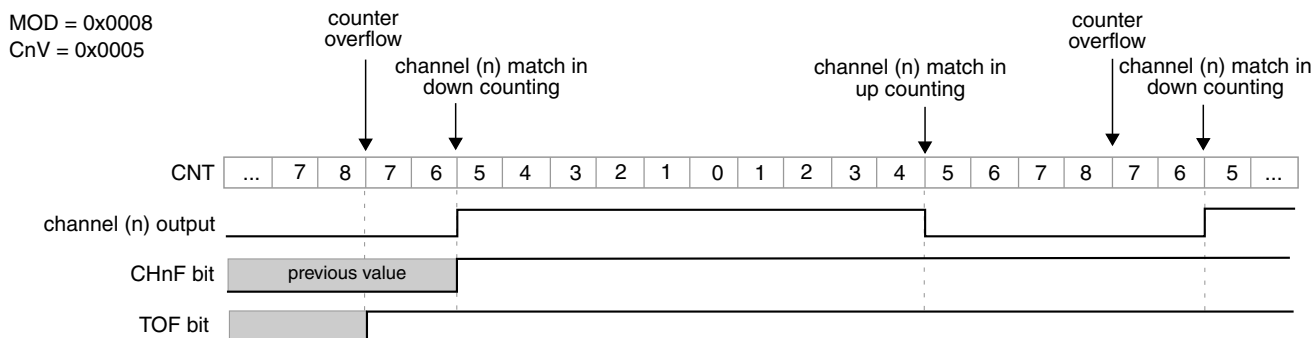 MOD = 0x0008
CnV = 0x0005
counter
overflow
channel (n) match in
down counting
channel (n) match in
up counting
counter
overflow
channel (n) match in
down counting
CNT ... 7 8 7 6 5 4 3 2 1 0 1 2 3 4 5 6 7 8 7 6 5 ...
channel (n) output
CHnF bit previous value
TOF bit